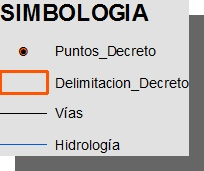 SIMBOLOGIA
Puntos_Decreto
Delimitacion_Decreto
Vías
Hidrología